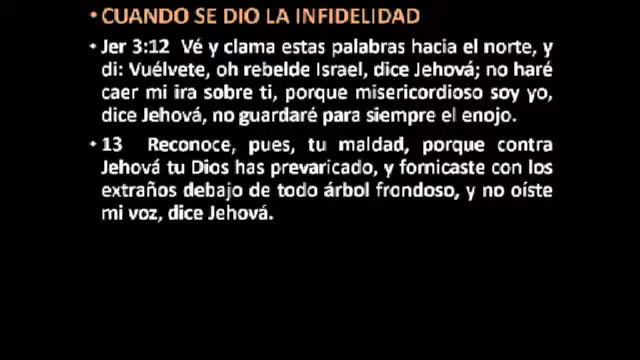 • CUANDO SE DIO LA INFIDELIDAD
• Jer 3:12 Vé y clama estas palabras hacia el norte, y
di: Vuélvete, oh rebelde Israel, dice Jehová; no haré
caer mi ira sobre ti, porque misericordioso soy yo,
dice Jehová, no guardaré para siempre el enojo.
• 13 Reconoce, pues, tu maldad, porque contra
Jehová tu Dios has prevaricado, y fornicaste con los
extraños debajo de todo árbol frondoso, y no oíste
mi voz, dice Jehová.